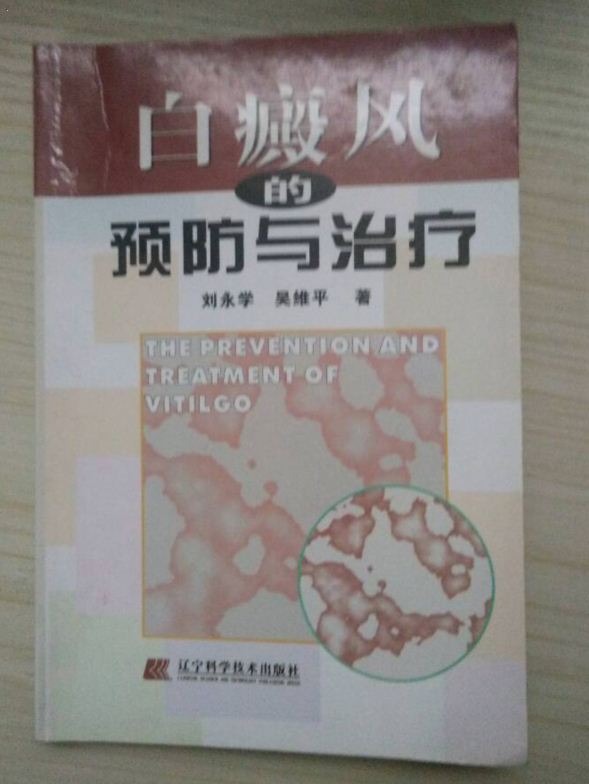 白癜风
的
预防与治疗
刘永学 吴维平 著
THE PREVENTION AND
TREATMENT OF
VITILGO
辽宁科学技术出版社